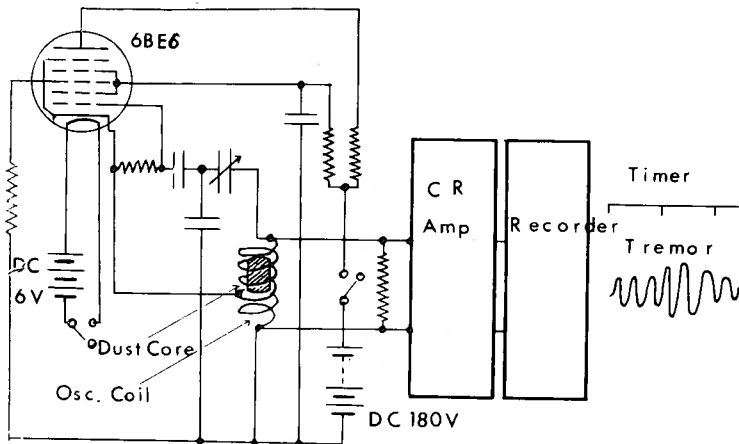 6BE6
C R
Amp
Recorder
Timer
Tremor
DC
6V
Dust Core
Osc. Coil
DC 180V